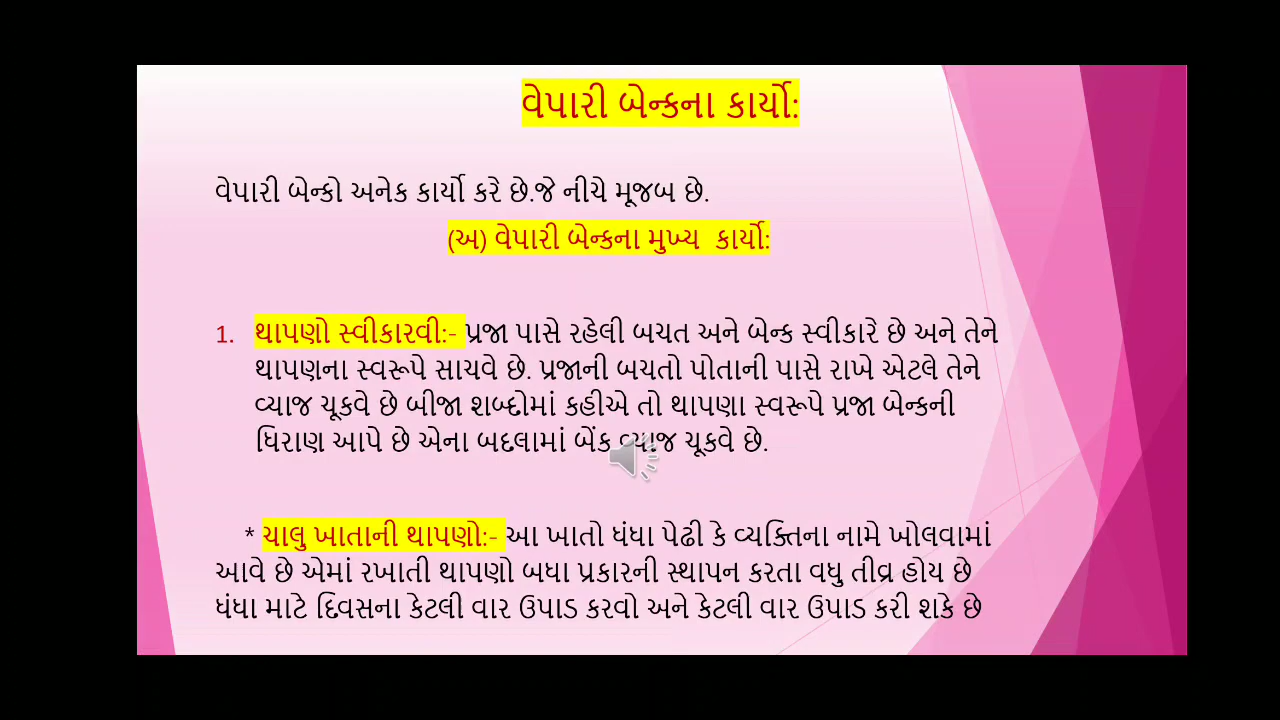 વેપારી બેન્કના કાર્યો:
વેપારી બેન્કો અનેક કાર્યો કરે છે.જે નીચે મૂજબ છે.
(અ) વેપારી બેન્કના મુખ્ય કાર્યો:
1. થાપણો સ્વીકારવી:- પ્રજા પાસે રહેલી બચત અને બેન્ક સ્વીકારે છે અને તેને
થાપણના સ્વરૂપે સાચવે છે. પ્રજાની બચતો પોતાની પાસે રાખે એટલે તેને
વ્યાજ ચૂકવે છે બીજા શબ્દોમાં કહીએ તો થાપણા સ્વરૂપે પ્રજા બેન્કની
ધિરાણ આપે છે એના બદલામાં બેંક વ્યાજ ચૂકવે છે.
* ચાલુ ખાતાની થાપણો:- આ ખાતો ધંધા પેઢી કે વ્યક્તિના નામે ખોલવામાં
આવે છે એમાં રખાતી થાપણો બધા પ્રકારની સ્થાપન કરતા વધુ તીવ્ર હોય છે
ધંધા માટે દિવસના કેટલી વાર ઉપાડ કરવો અને કેટલી વાર ઉપાડ કરી શકે છે